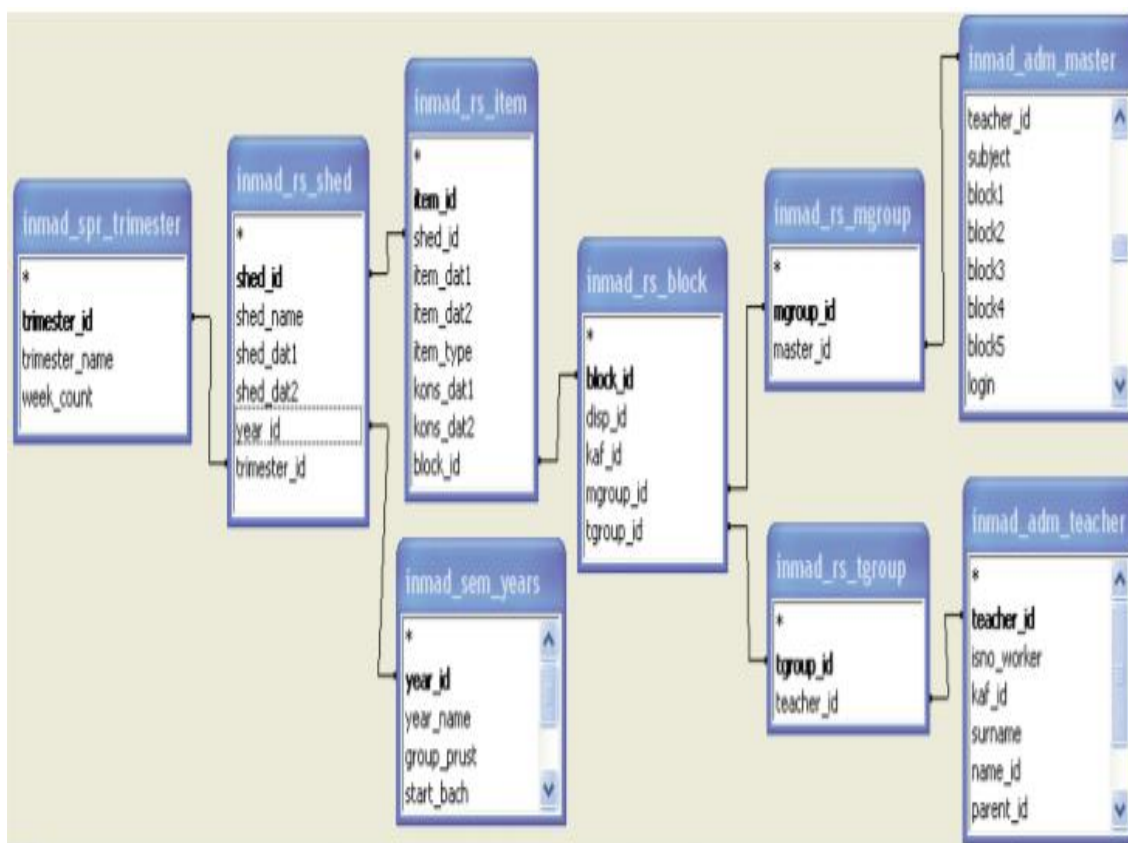 inmad_spr_trimester
*
trimester_id
trimester_name
week_count
inmad_rs_shed
*
shed_id
shed_name
shed_dat1
shed_dat2
year_id
trimester_id
inmad_rs_item
*
item_id
shed_id
item_dat1
item_dat2
item_type
kons_dat1
kons_dat2
block_id
inmad_sem_years
*
year_id
year_name
group_prust
start_bach
inmad_rs_block
*
block_id
disp_id
kaf_id
mgroup_id
tgroup_id
inmad_rs_mgroup
*
mgroup_id
master_id
inmad_rs_tgroup
*
tgroup_id
teacher_id
inmad_adm_master
teacher_id
subject
block1
block2
block3
block4
block5
login
inmad_adm_teacher
*
teacher_id
isno_worker
kaf_id
surname
name_id
parent_id